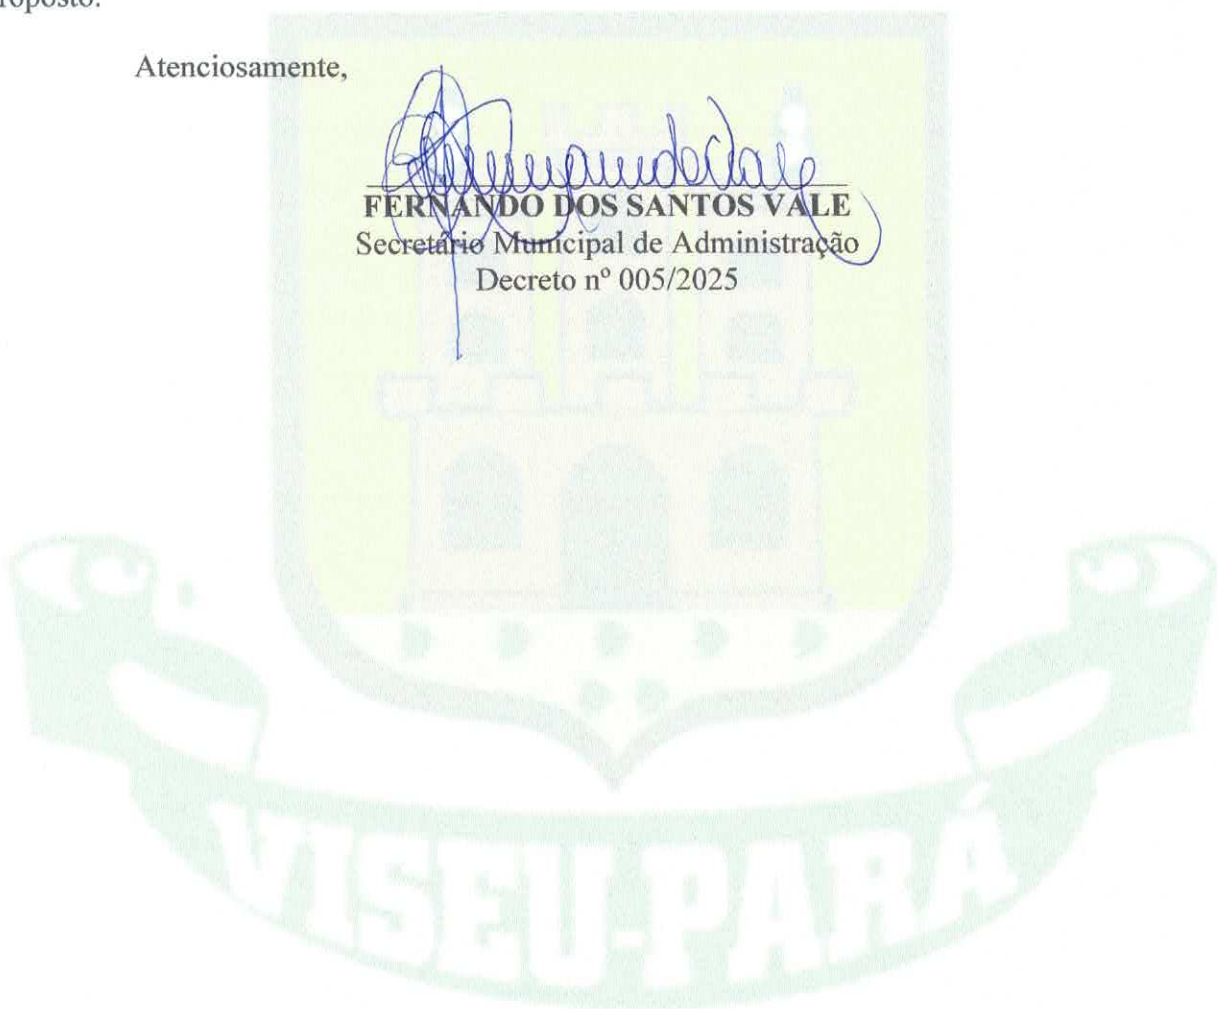 roposto.
Atenciosamente,
FERNANDO DOS SANTOS VALE
Secretário Municipal de Administração
Decreto nº 005/2025
VISEU-PARÁ